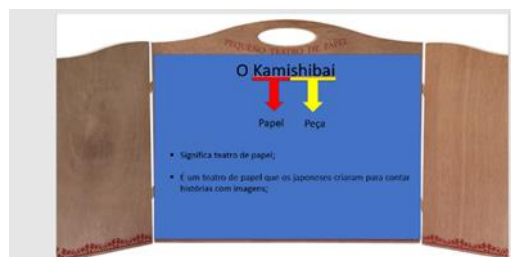 PEQUENO TEATRO DE PAPEL
O Kamishibai
Papel Peça
▪ Significa teatro de papel;
▪ É um teatro de papel que os japoneses criaram para contar
histórias com imagens;